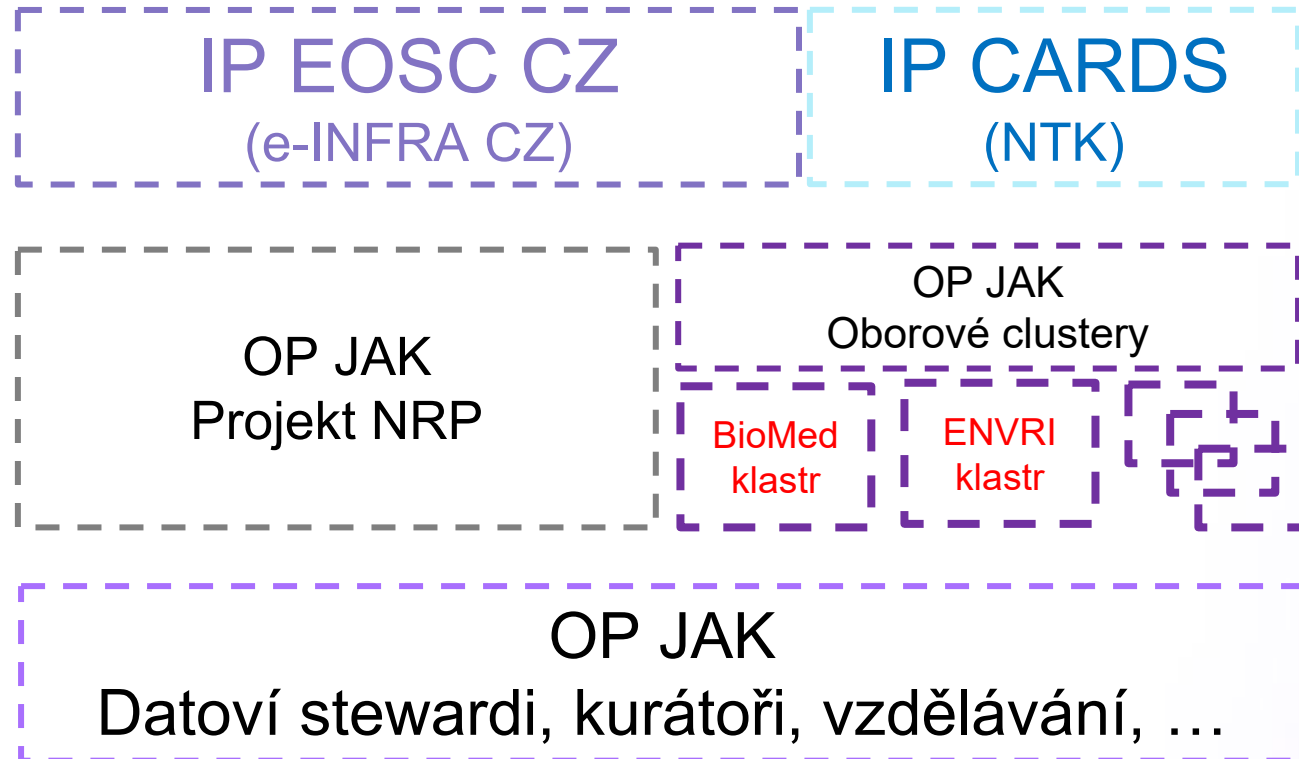 IP EOSC CZ
(e-INFRA CZ)
IP CARDS
(NTK)
OP JAK
Projekt NRP
OP JAK
Oborové clustery
BioMed
klastr
ENVRI
klastr
OP JAK
Datoví stewardi, kurátoři, vzdělávání, …